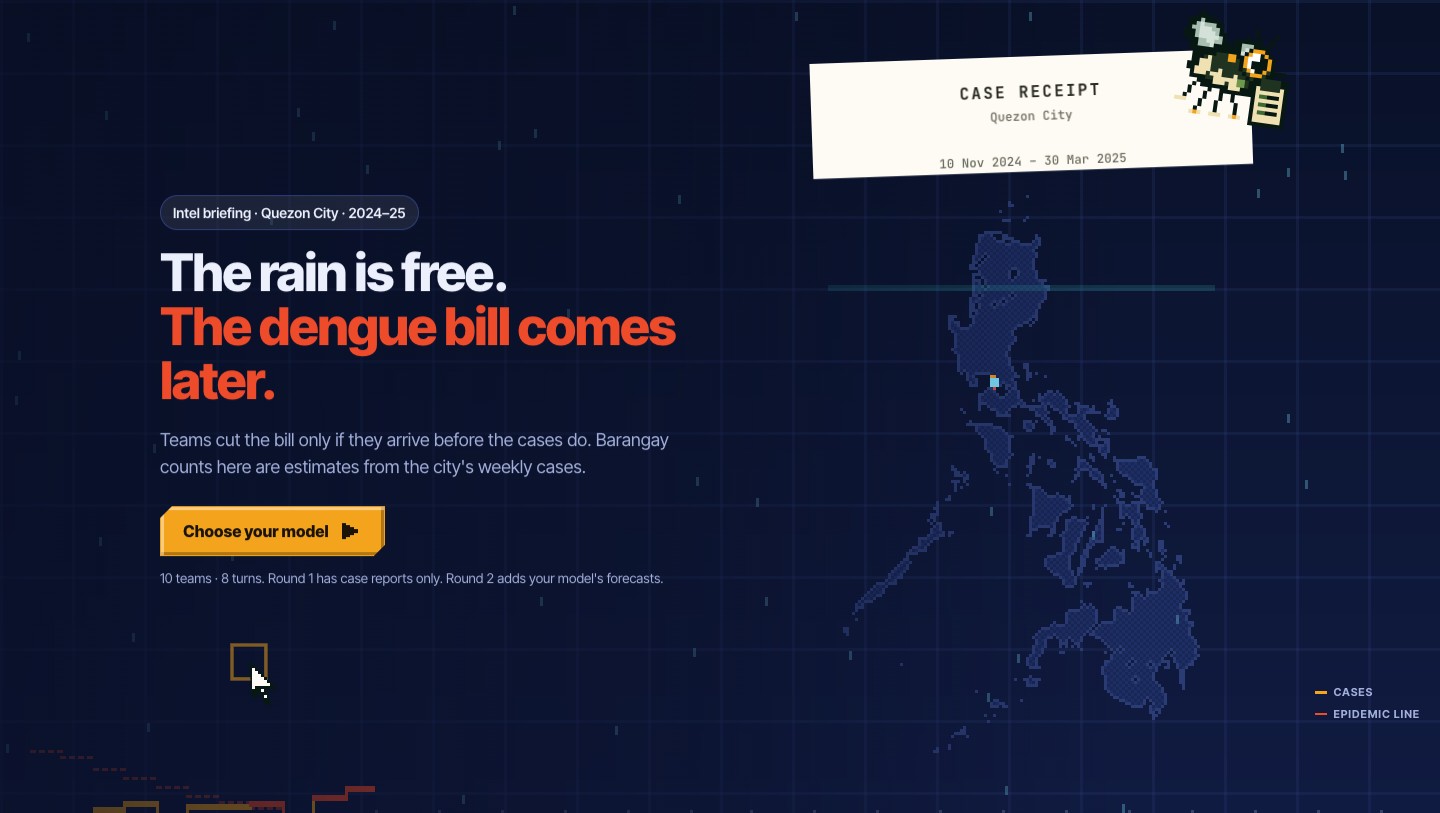 CASE RECEIPT
Quezon City
10 Nov 2024 – 30 Mar 2025
Intel briefing · Quezon City · 2024–25
The rain is free.
The dengue bill comes
later.
Teams cut the bill only if they arrive before the cases do. Barangay
counts here are estimates from the city's weekly cases.
Choose your model
10 teams · 8 turns. Round 1 has case reports only. Round 2 adds your model's forecasts.
CASES
EPIDEMIC LINE